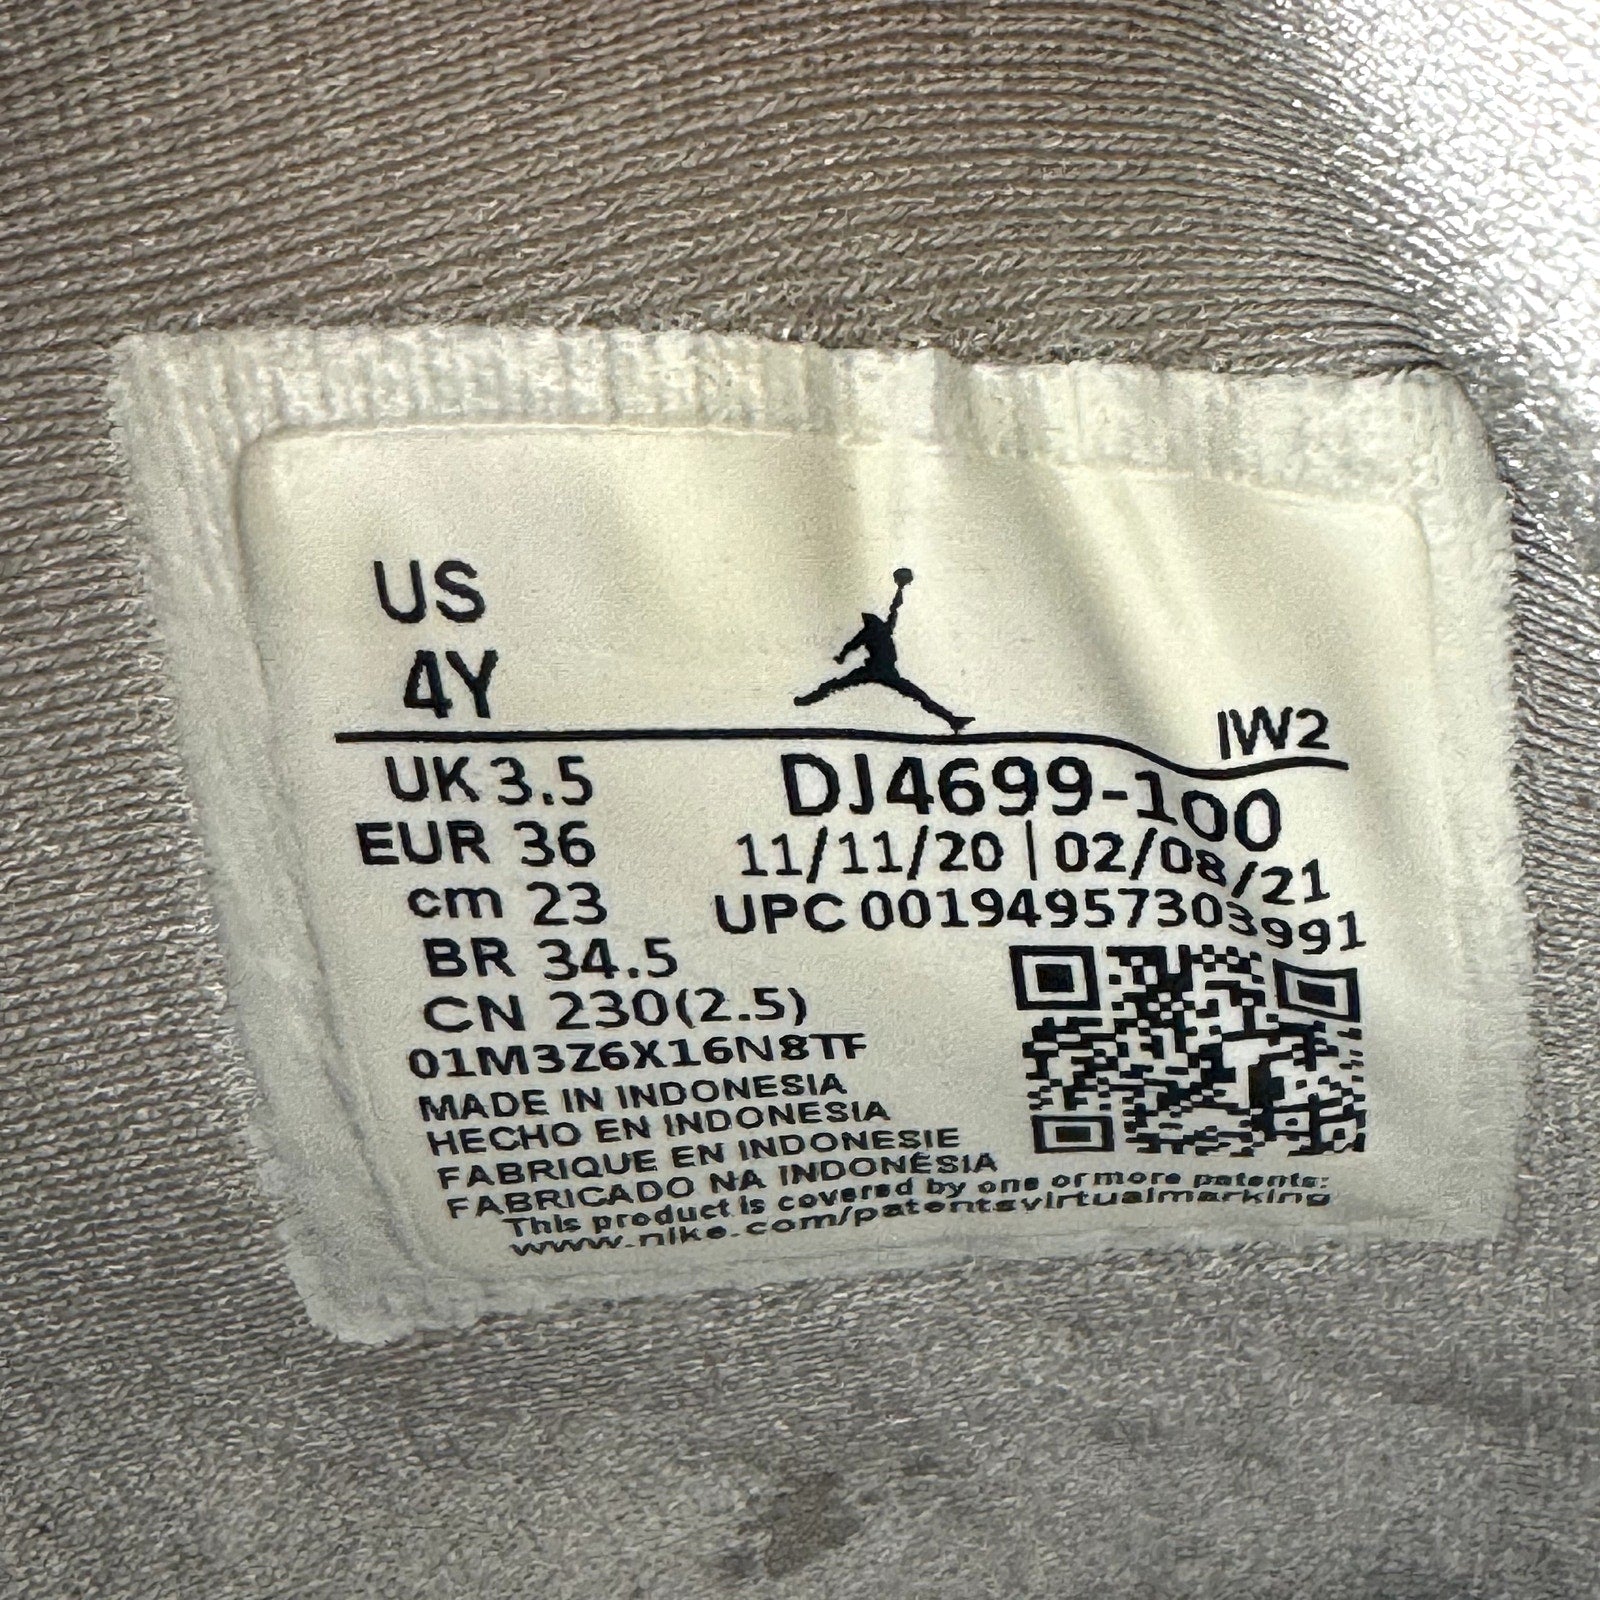 US
4Y
IW2
UK 3.5
DJ4699-100
EUR 36
11/11/20 | 02/08/21
cm 23
UPC 00194957303991
BR 34.5
CN 230(2.5)
01M3Z6X16N8TF
MADE IN INDONESIA
HECHO EN INDONESIA
FABRIQUE EN INDONESIE
FABRICADO NA INDONÉSIA
This product is covered by one or more patents:
www.nike.com/patentsvirtualmarking